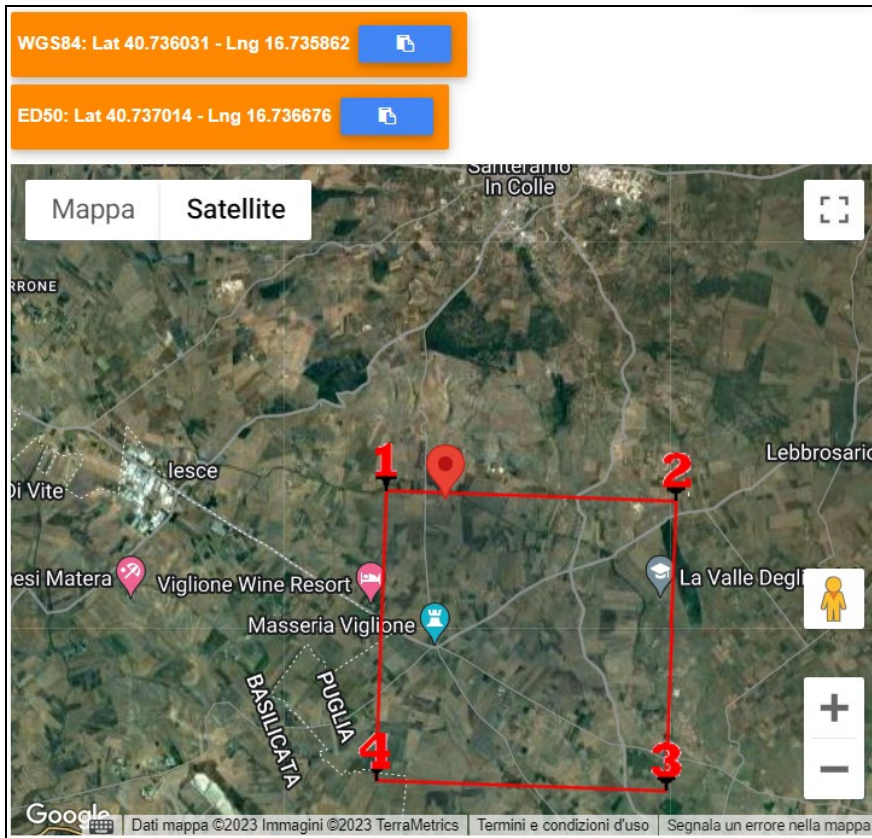 WGS84: Lat 40.736031 - Lng 16.735862
ED50: Lat 40.737014 - Lng 16.736676
Mappa Satellite
Santeramo
In Colle
RRONE
1
2
Lebbrosario
Iesce
Di Vite
nesi Matera
Viglione Wine Resort
La Valle Degli
Masseria Viglione
BASILICATA
PUGLIA
4
3
Google
Dati mappa ©2023 Immagini ©2023 TerraMetrics
Termini e condizioni d'uso
Segnala un errore nella mappa